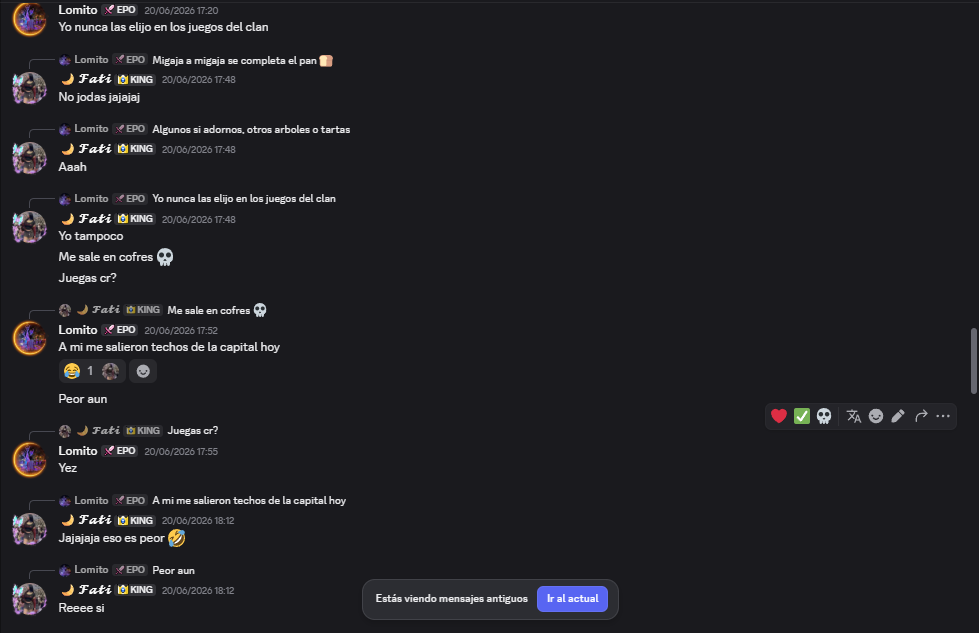 Lomito EPO 20/06/2026 17:20
Yo nunca las elijo en los juegos del clan
Lomito EPO Migaja a migaja se completa el pan 🍞
🌙 𝓕𝓪𝓽𝓲 KING 20/06/2026 17:48
No jodas jajajaj
Lomito EPO Algunos si adornos, otros arboles o tartas
🌙 𝓕𝓪𝓽𝓲 KING 20/06/2026 17:48
Aaah
Lomito EPO Yo nunca las elijo en los juegos del clan
🌙 𝓕𝓪𝓽𝓲 KING 20/06/2026 17:48
Yo tampoco
Me sale en cofres 💀
Juegas cr?
🌙 𝓕𝓪𝓽𝓲 KING Me sale en cofres 💀
Lomito EPO 20/06/2026 17:52
A mi me salieron techos de la capital hoy
😂 1
Peor aun
🌙 𝓕𝓪𝓽𝓲 KING Juegas cr?
Lomito EPO 20/06/2026 17:55
Yez
Lomito EPO A mi me salieron techos de la capital hoy
🌙 𝓕𝓪𝓽𝓲 KING 20/06/2026 18:12
Jajajaja eso es peor 🤣
Lomito EPO Peor aun
🌙 𝓕𝓪𝓽𝓲 KING 20/06/2026 18:12
Reeee si
Estás viendo mensajes antiguos Ir al actual